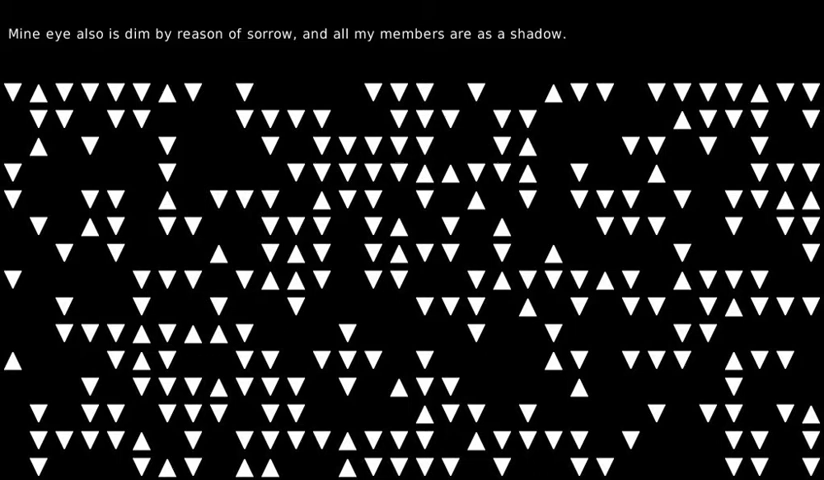 Mine eye also is dim by reason of sorrow, and all my members are as a shadow.